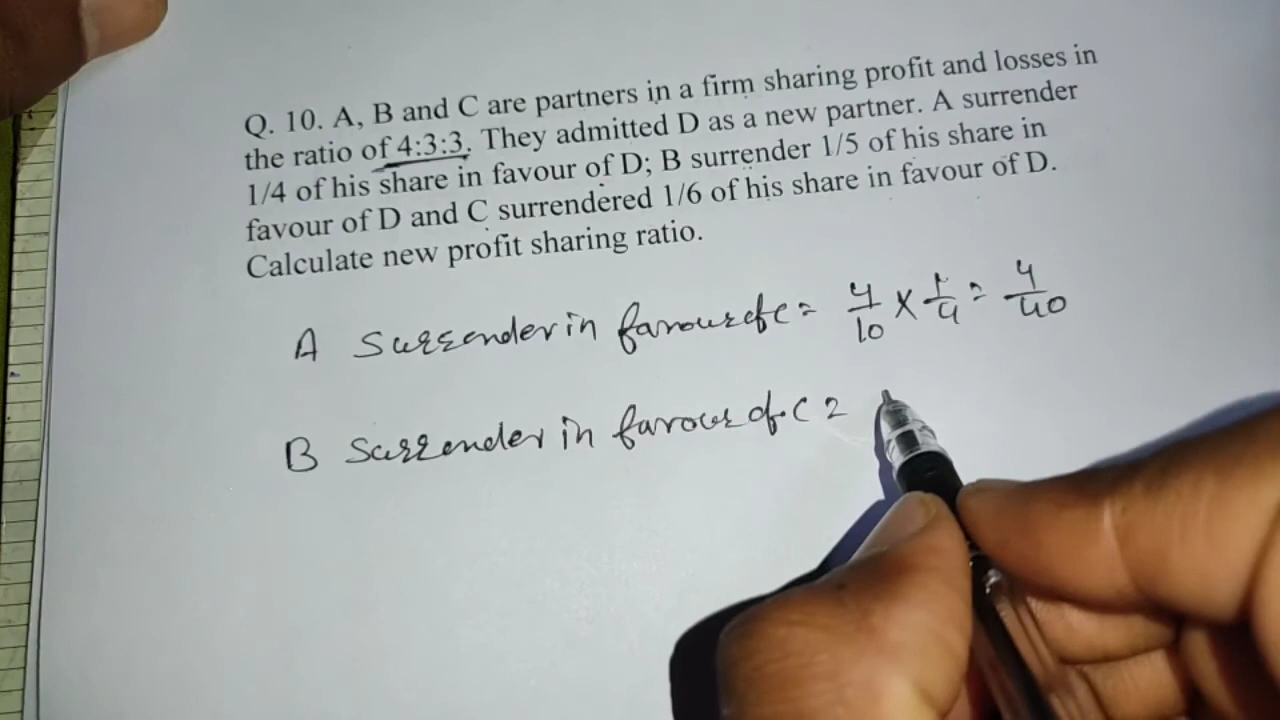 Q. 10. A, B and C are partners in a firm sharing profit and losses in
the ratio of 4:3:3. They admitted D as a new partner. A surrender
1/4 of his share in favour of D; B surrender 1/5 of his share in
favour of D and C surrendered 1/6 of his share in favour of D.
Calculate new profit sharing ratio.
A Surrender in favour of C = 4/10 × 1/4 = 4/40
B Surrender in favour of C =